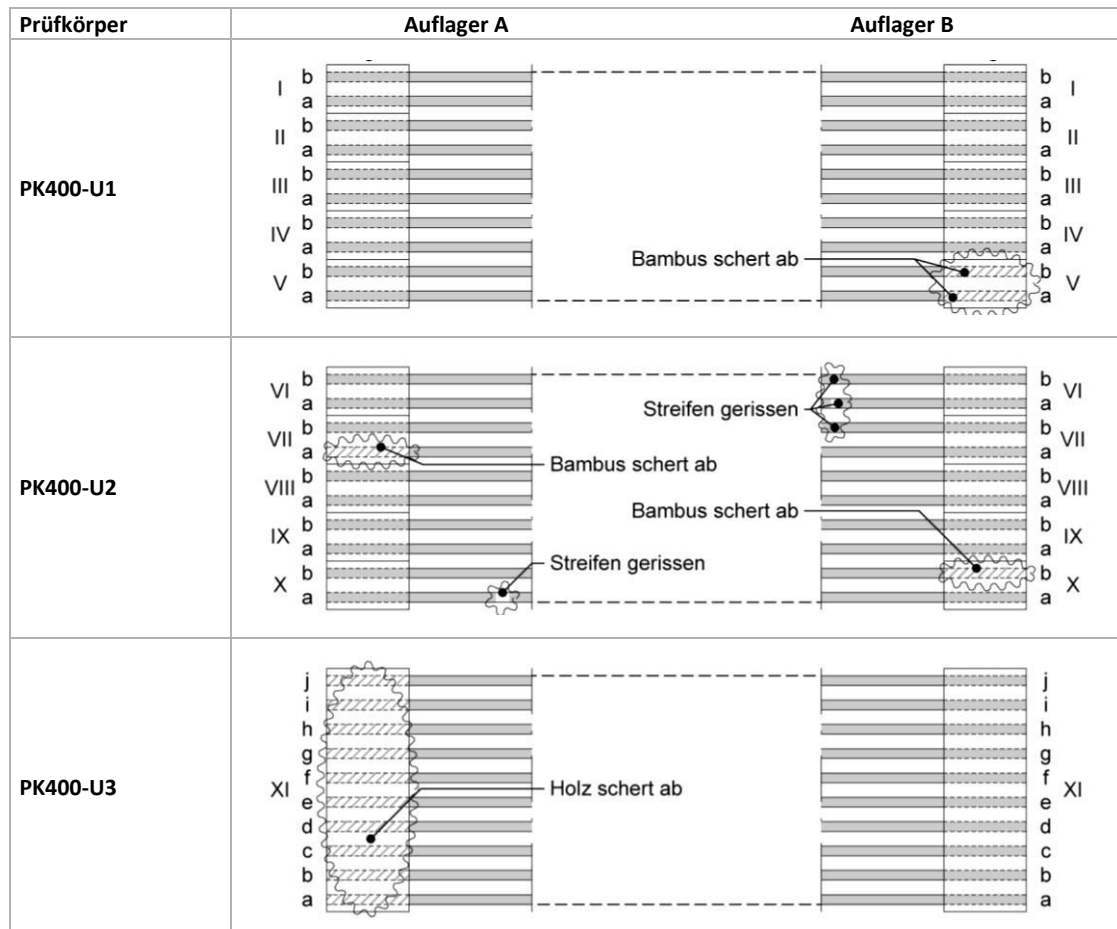 Prüfkörper Auflager A Auflager B
PK400-U1
I b b I
a a
II b b II
a a
III b b III
a a
IV b b IV
a a
Bambus schert ab
V b b V
a a
PK400-U2
VI b b VI
a a
Streifen gerissen
VII b b VII
a a
Bambus schert ab
VIII b b VIII
a a
Bambus schert ab
IX b b IX
a a
Streifen gerissen
X b b X
a a
PK400-U3
j j
i i
h h
g g
f f
XI XI
Holz schert ab
e e
d d
c c
b b
a a